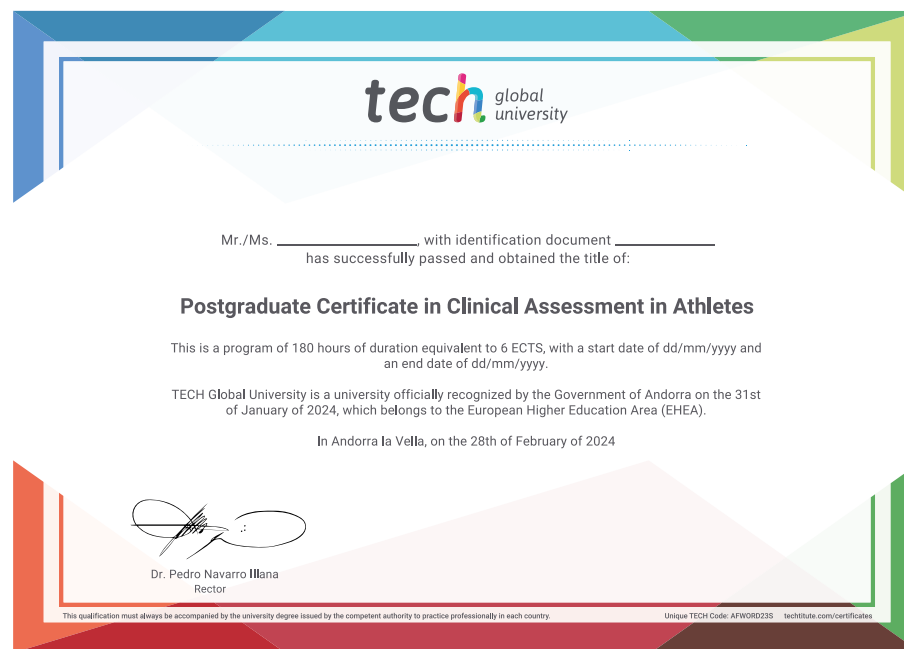 tech global university
Mr./Ms. ____________, with identification document ________
has successfully passed and obtained the title of:
Postgraduate Certificate in Clinical Assessment in Athletes
This is a program of 180 hours of duration equivalent to 6 ECTS, with a start date of dd/mm/yyyy and
an end date of dd/mm/yyyy.
TECH Global University is a university officially recognized by the Government of Andorra on the 31st
of January of 2024, which belongs to the European Higher Education Area (EHEA).
In Andorra la Vella, on the 28th of February of 2024
Dr. Pedro Navarro Illana
Rector
This qualification must always be accompanied by the university degree issued by the competent authority to practice professionally in each country. Unique TECH Code: AFWORD23S techtitute.com/certificates